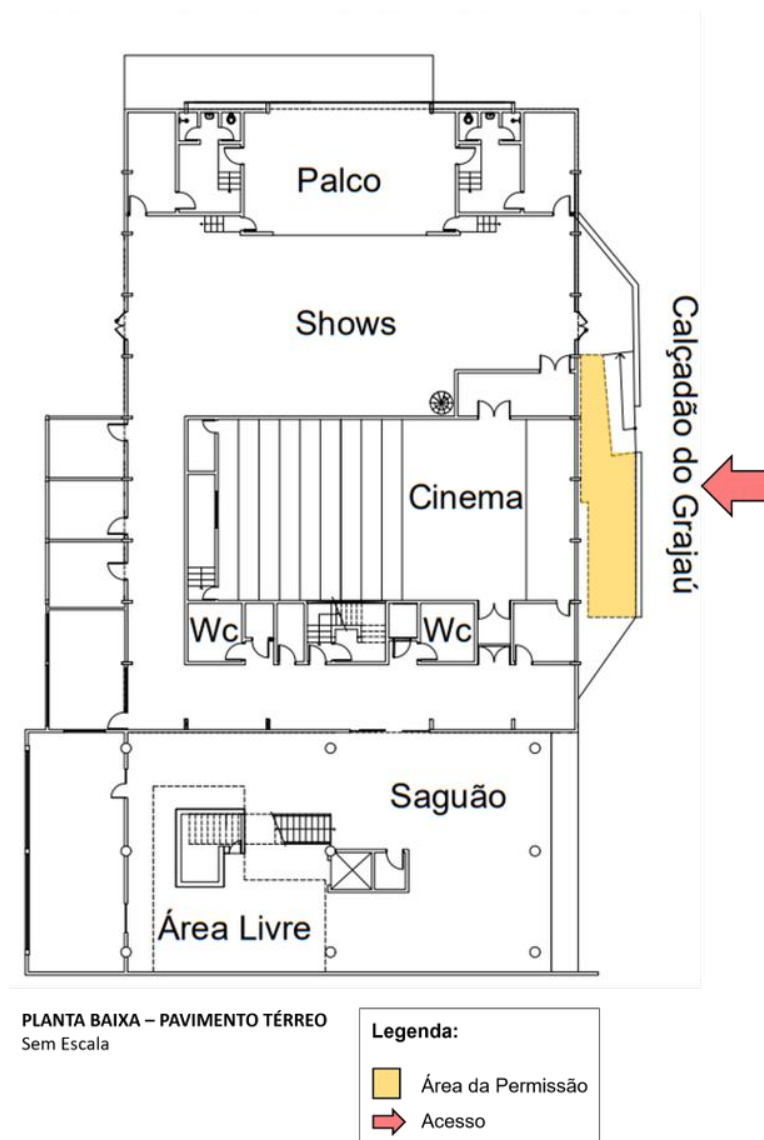 Palco
Shows
Calçadão do Grajaú
Cinema
Wc
Wc
Saguão
Área Livre
PLANTA BAIXA – PAVIMENTO TÉRREO
Sem Escala
Legenda:
Área da Permissão
Acesso